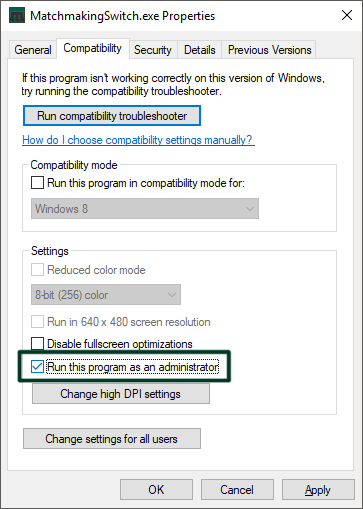 MatchmakingSwitch.exe Properties
General
Compatibility
Security
Details
Previous Versions
If this program isn't working correctly on this version of Windows,
try running the compatibility troubleshooter.
Run compatibility troubleshooter
How do I choose compatibility settings manually?
Compatibility mode
Run this program in compatibility mode for:
Windows 8
Settings
Reduced color mode
8-bit (256) color
Run in 640 x 480 screen resolution
Disable fullscreen optimizations
Run this program as an administrator
Change high DPI settings
Change settings for all users
OK
Cancel
Apply